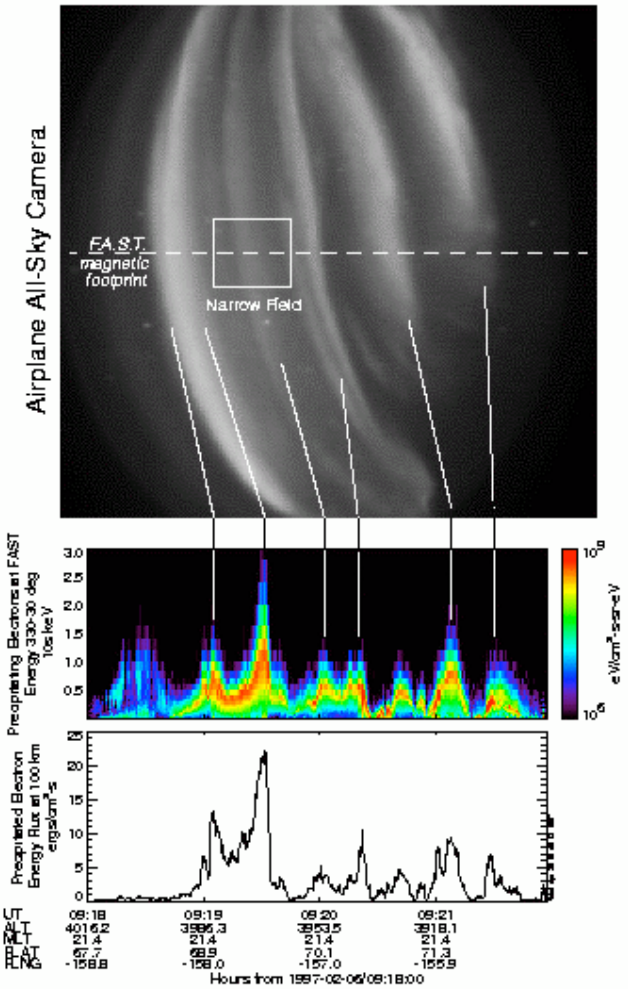 Airplane All-Sky Camera
F.A.S.T.
magnetic
footprint
Narrow Field
Precipitating Electrons at FAST
Energy 330-30 deg
10s keV
3.0
2.5
2.0
1.5
1.0
0.5
10⁹
10⁶
eV/cm²-s-sr-eV
Precipitated Electron
Energy Flux at 100 km
ergs/cm²-s
25
20
15
10
5
0
UT 09:18 09:19 09:20 09:21
ALT 4016.2 3986.3 3953.5 3918.1
MLT 21.4 21.4 21.4 21.4
FLAT 67.7 68.9 70.1 71.3
FLNG -158.8 -158.0 -157.0 -155.9
Hours from 1997-02-06/09:18:00